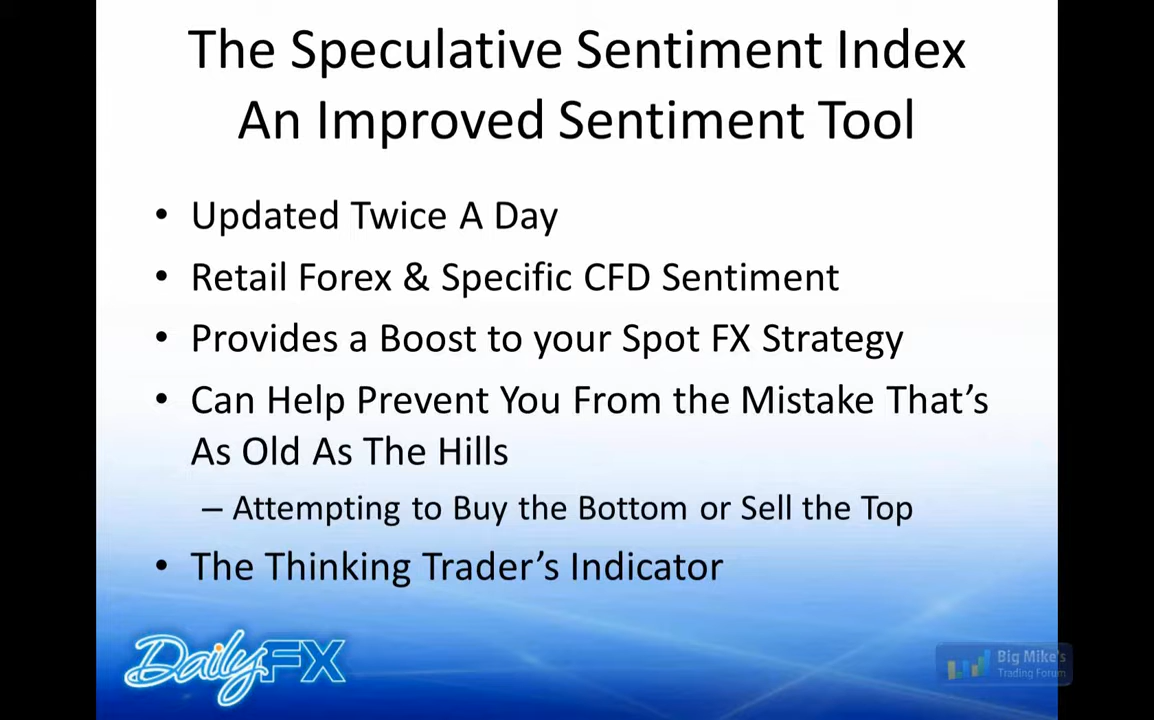 The Speculative Sentiment Index
An Improved Sentiment Tool
• Updated Twice A Day
• Retail Forex & Specific CFD Sentiment
• Provides a Boost to your Spot FX Strategy
• Can Help Prevent You From the Mistake That's
As Old As The Hills
– Attempting to Buy the Bottom or Sell the Top
• The Thinking Trader's Indicator
DailyFX
Big Mike's
Trading Forum